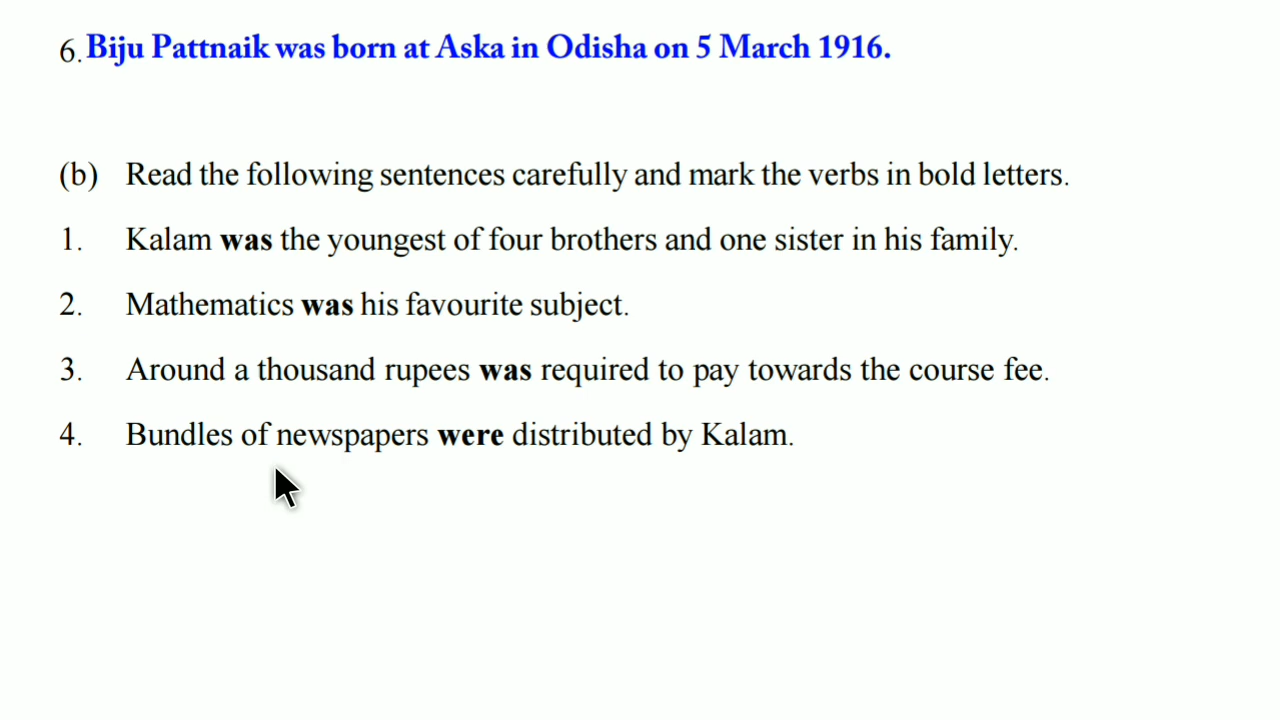 6. Biju Pattnaik was born at Aska in Odisha on 5 March 1916.
(b) Read the following sentences carefully and mark the verbs in bold letters.
1. Kalam was the youngest of four brothers and one sister in his family.
2. Mathematics was his favourite subject.
3. Around a thousand rupees was required to pay towards the course fee.
4. Bundles of newspapers were distributed by Kalam.